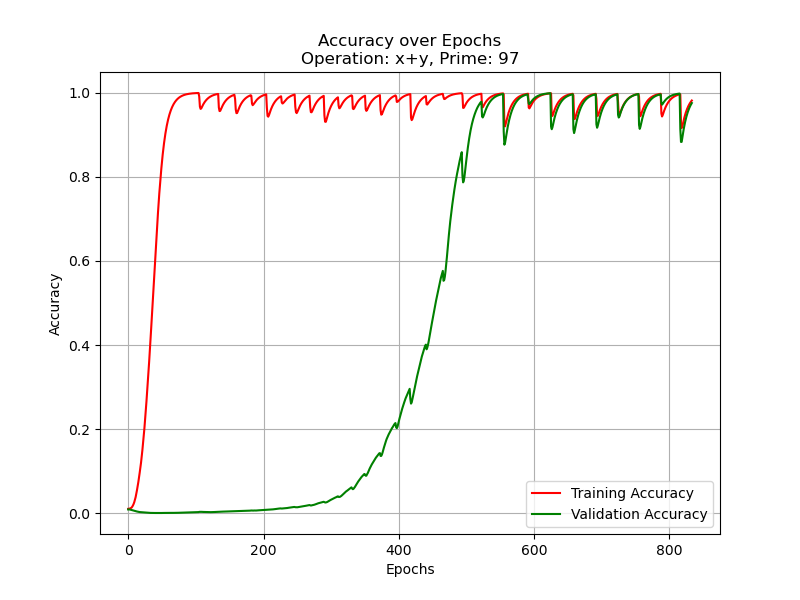 Accuracy over Epochs
Operation: x+y, Prime: 97
1.0
0.8
0.6
0.4
0.2
0.0
Accuracy
0 200 400 600 800
Epochs
Training Accuracy
Validation Accuracy